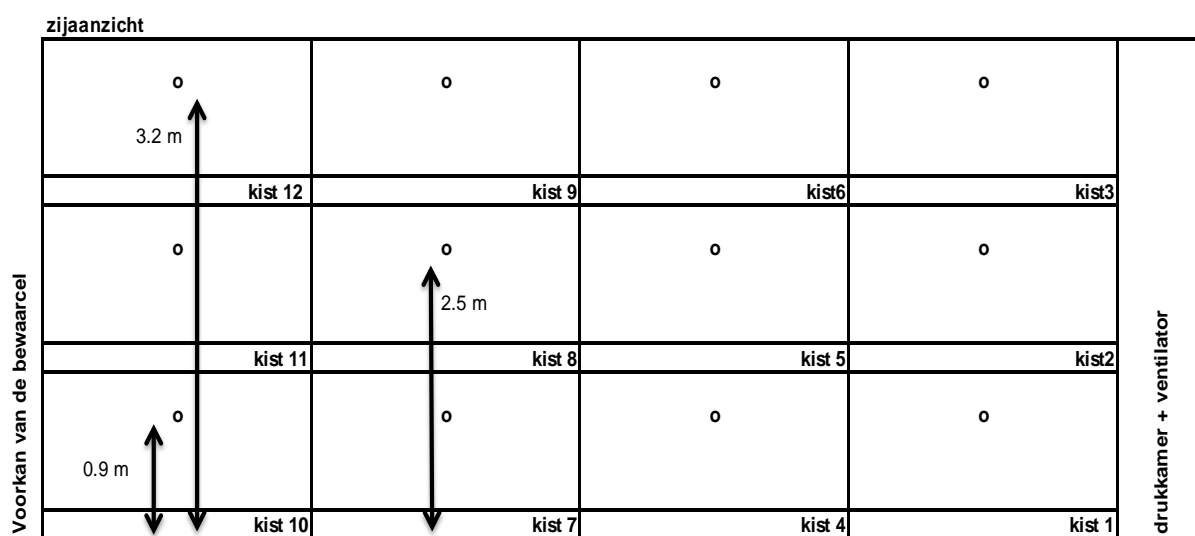 zijaanzicht
o o o o
3.2 m
kist 12 kist 9 kist6 kist3
o o o o
2.5 m
kist 11 kist 8 kist 5 kist2
o o o o
0.9 m
kist 10 kist 7 kist 4 kist 1
Voorkan van de bewaarcel
drukkamer + ventilator